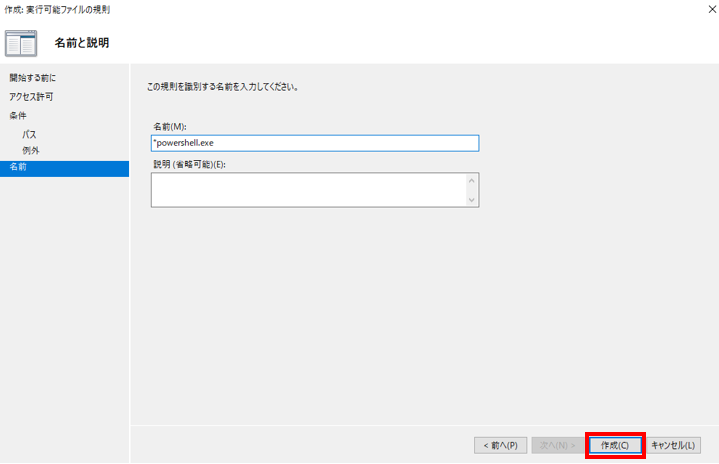 作成: 実行可能ファイルの規則
名前と説明
開始する前に
アクセス許可
条件
パス
例外
名前
この規則を識別する名前を入力してください。
名前(M):
*powershell.exe
説明 (省略可能)(E):
< 前へ(P)
次へ(N) >
作成(C)
キャンセル(L)